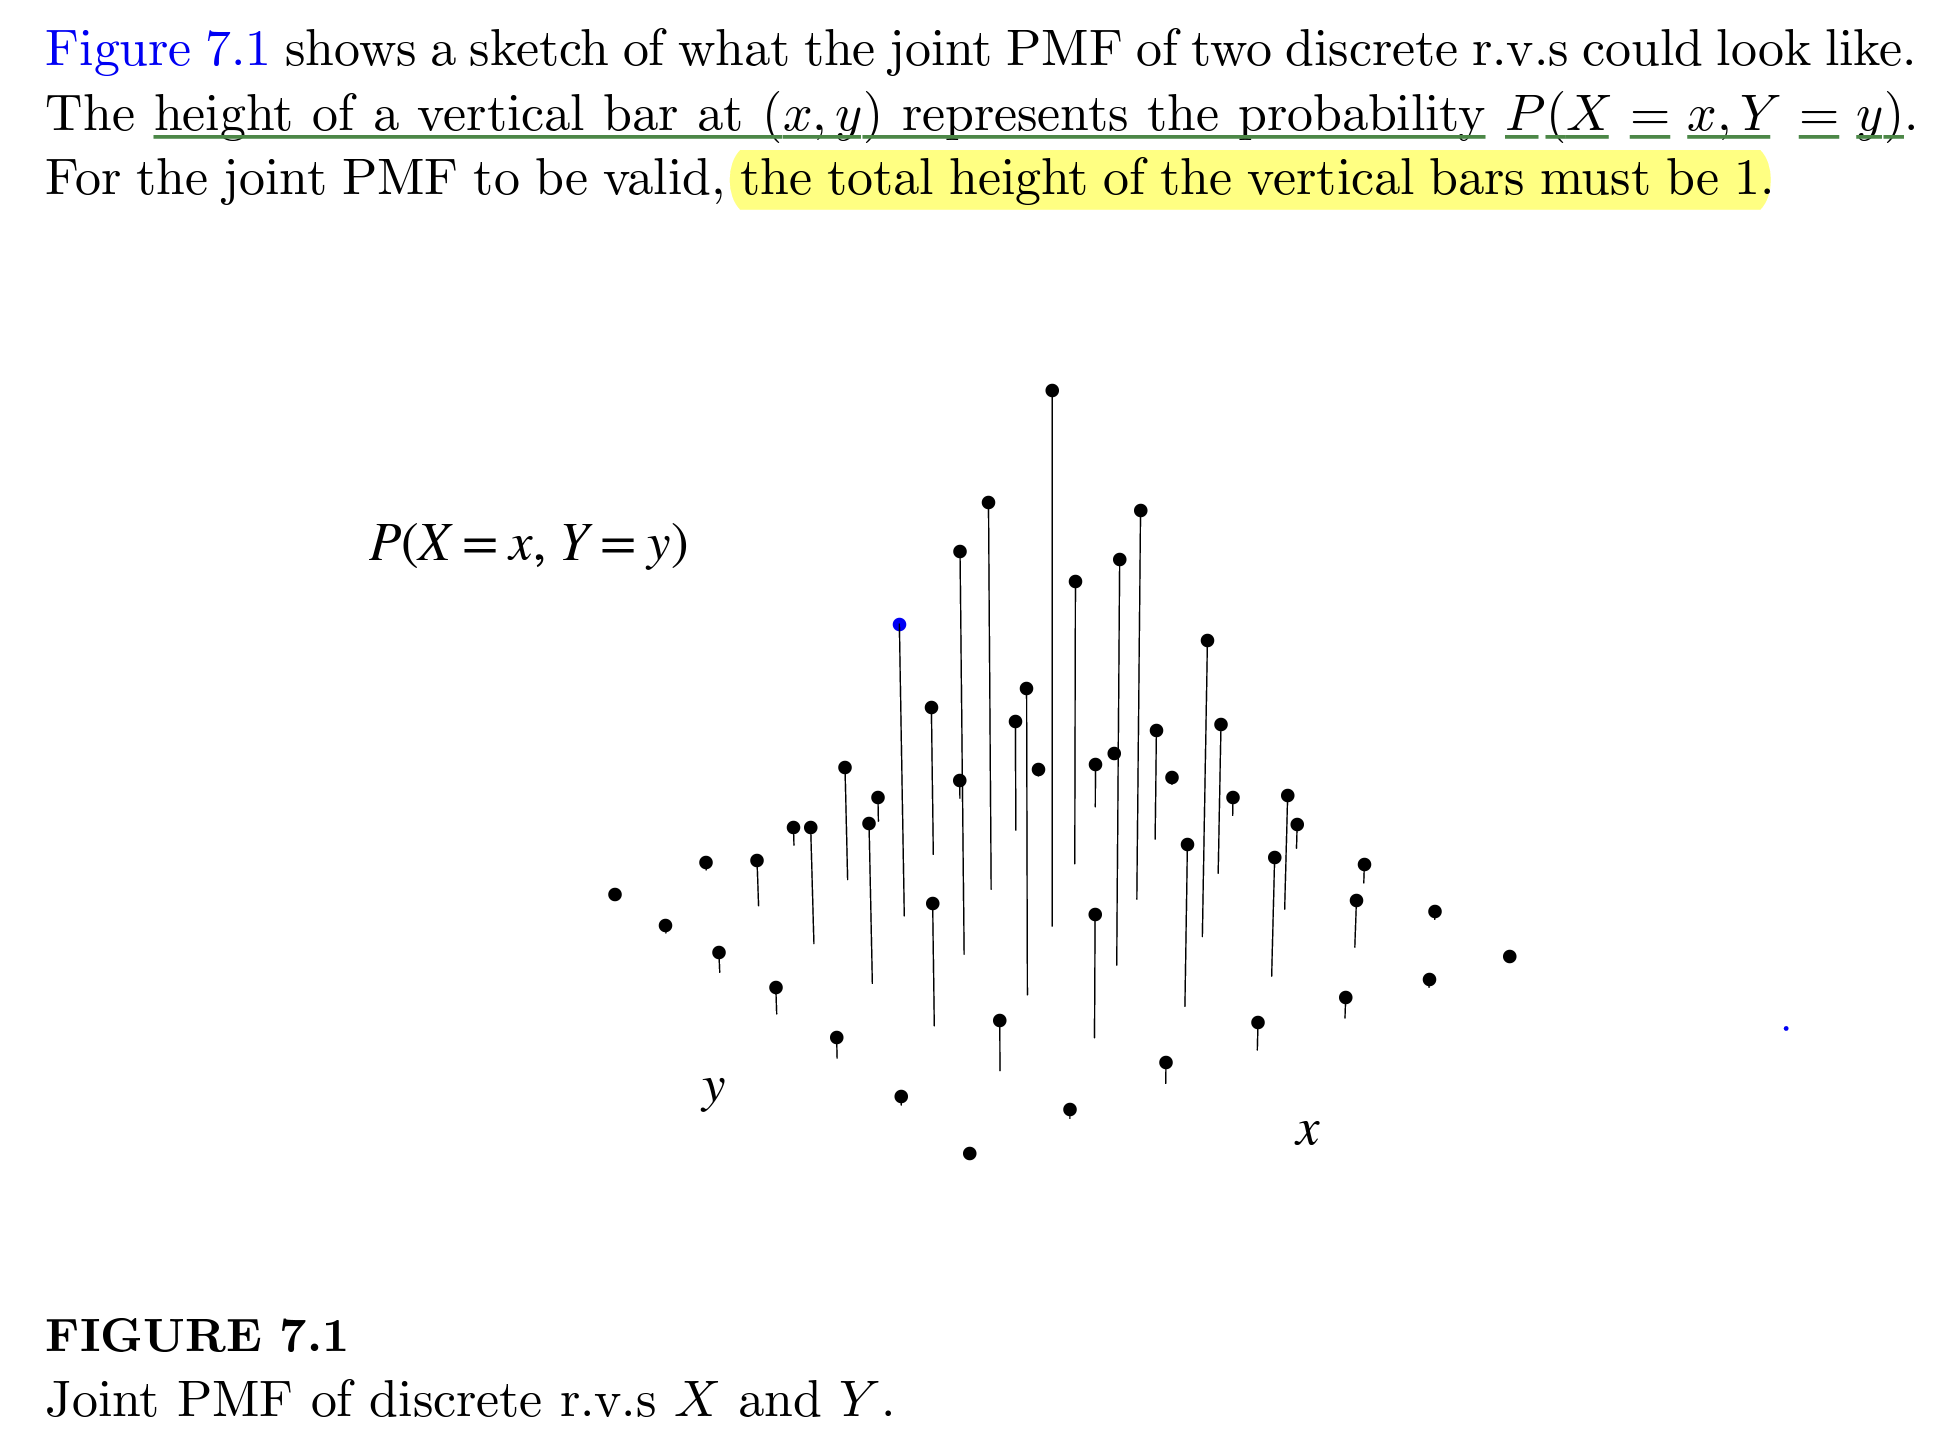 Figure 7.1 shows a sketch of what the joint PMF of two discrete r.v.s could look like.
The height of a vertical bar at (x, y) represents the probability P(X = x, Y = y).
For the joint PMF to be valid, the total height of the vertical bars must be 1.
P(X = x, Y = y)
y
x
FIGURE 7.1
Joint PMF of discrete r.v.s X and Y.